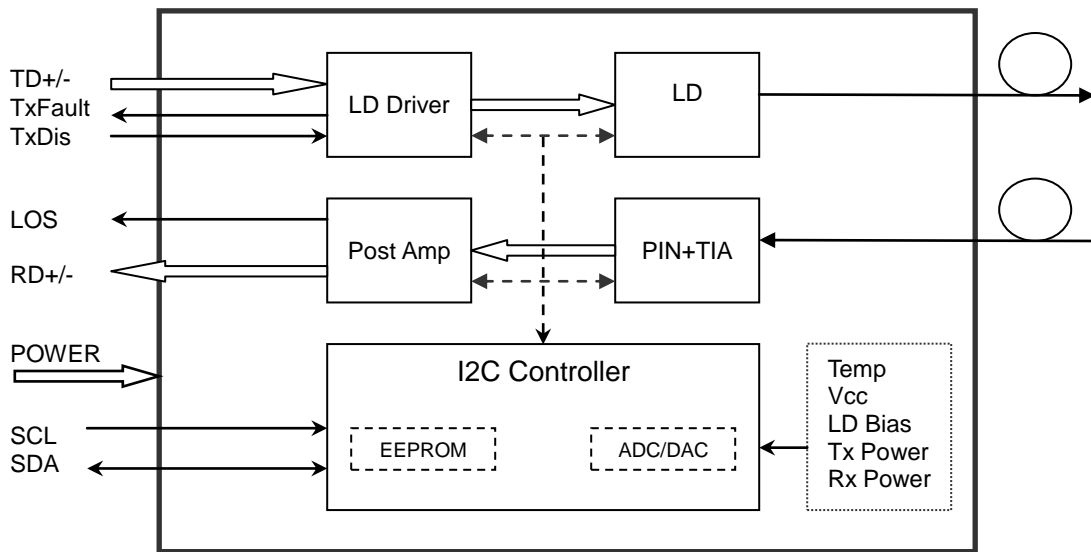 TD+/-
TxFault
TxDis
LD Driver
LD
LOS
RD+/-
Post Amp
PIN+TIA
POWER
SCL
SDA
I2C Controller
EEPROM
ADC/DAC
Temp
Vcc
LD Bias
Tx Power
Rx Power